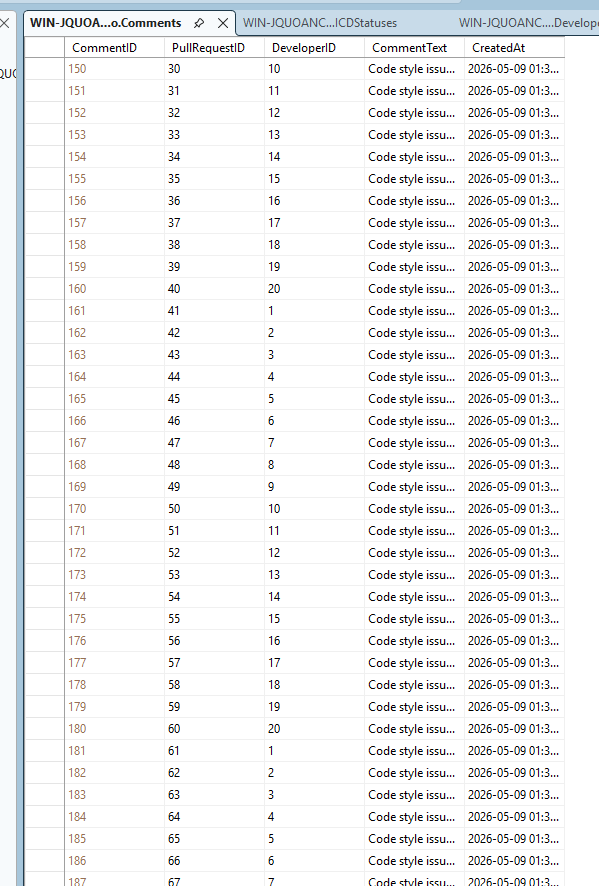 WIN-JQUOA...o.Comments WIN-JQUOANC...ICDStatuses WIN-JQUOANC....Develope
CommentID PullRequestID DeveloperID CommentText CreatedAt
150 30 10 Code style issu... 2026-05-09 01:3...
151 31 11 Code style issu... 2026-05-09 01:3...
152 32 12 Code style issu... 2026-05-09 01:3...
153 33 13 Code style issu... 2026-05-09 01:3...
154 34 14 Code style issu... 2026-05-09 01:3...
155 35 15 Code style issu... 2026-05-09 01:3...
156 36 16 Code style issu... 2026-05-09 01:3...
157 37 17 Code style issu... 2026-05-09 01:3...
158 38 18 Code style issu... 2026-05-09 01:3...
159 39 19 Code style issu... 2026-05-09 01:3...
160 40 20 Code style issu... 2026-05-09 01:3...
161 41 1 Code style issu... 2026-05-09 01:3...
162 42 2 Code style issu... 2026-05-09 01:3...
163 43 3 Code style issu... 2026-05-09 01:3...
164 44 4 Code style issu... 2026-05-09 01:3...
165 45 5 Code style issu... 2026-05-09 01:3...
166 46 6 Code style issu... 2026-05-09 01:3...
167 47 7 Code style issu... 2026-05-09 01:3...
168 48 8 Code style issu... 2026-05-09 01:3...
169 49 9 Code style issu... 2026-05-09 01:3...
170 50 10 Code style issu... 2026-05-09 01:3...
171 51 11 Code style issu... 2026-05-09 01:3...
172 52 12 Code style issu... 2026-05-09 01:3...
173 53 13 Code style issu... 2026-05-09 01:3...
174 54 14 Code style issu... 2026-05-09 01:3...
175 55 15 Code style issu... 2026-05-09 01:3...
176 56 16 Code style issu... 2026-05-09 01:3...
177 57 17 Code style issu... 2026-05-09 01:3...
178 58 18 Code style issu... 2026-05-09 01:3...
179 59 19 Code style issu... 2026-05-09 01:3...
180 60 20 Code style issu... 2026-05-09 01:3...
181 61 1 Code style issu... 2026-05-09 01:3...
182 62 2 Code style issu... 2026-05-09 01:3...
183 63 3 Code style issu... 2026-05-09 01:3...
184 64 4 Code style issu... 2026-05-09 01:3...
185 65 5 Code style issu... 2026-05-09 01:3...
186 66 6 Code style issu... 2026-05-09 01:3...
187 67 7 Code style issu... 2026-05-09 01:3...